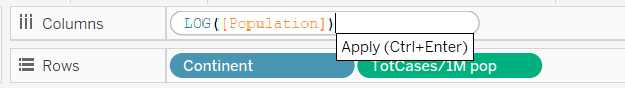 Columns LOG([Population])
Apply (Ctrl+Enter)
Rows Continent TotCases/1M pop